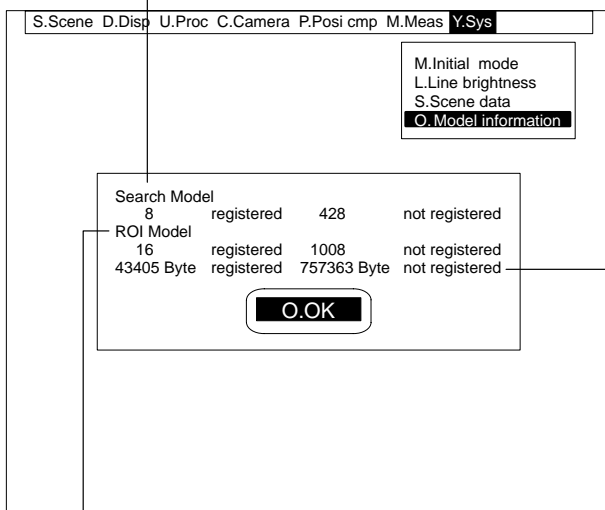 S.Scene D.Disp U.Proc C.Camera P.Posi cmp M.Meas Y.Sys
M.Initial mode
L.Line brightness
S.Scene data
O.Model information
Search Model
8 registered 428 not registered
ROI Model
16 registered 1008 not registered
43405 Byte registered 757363 Byte not registered
O.OK